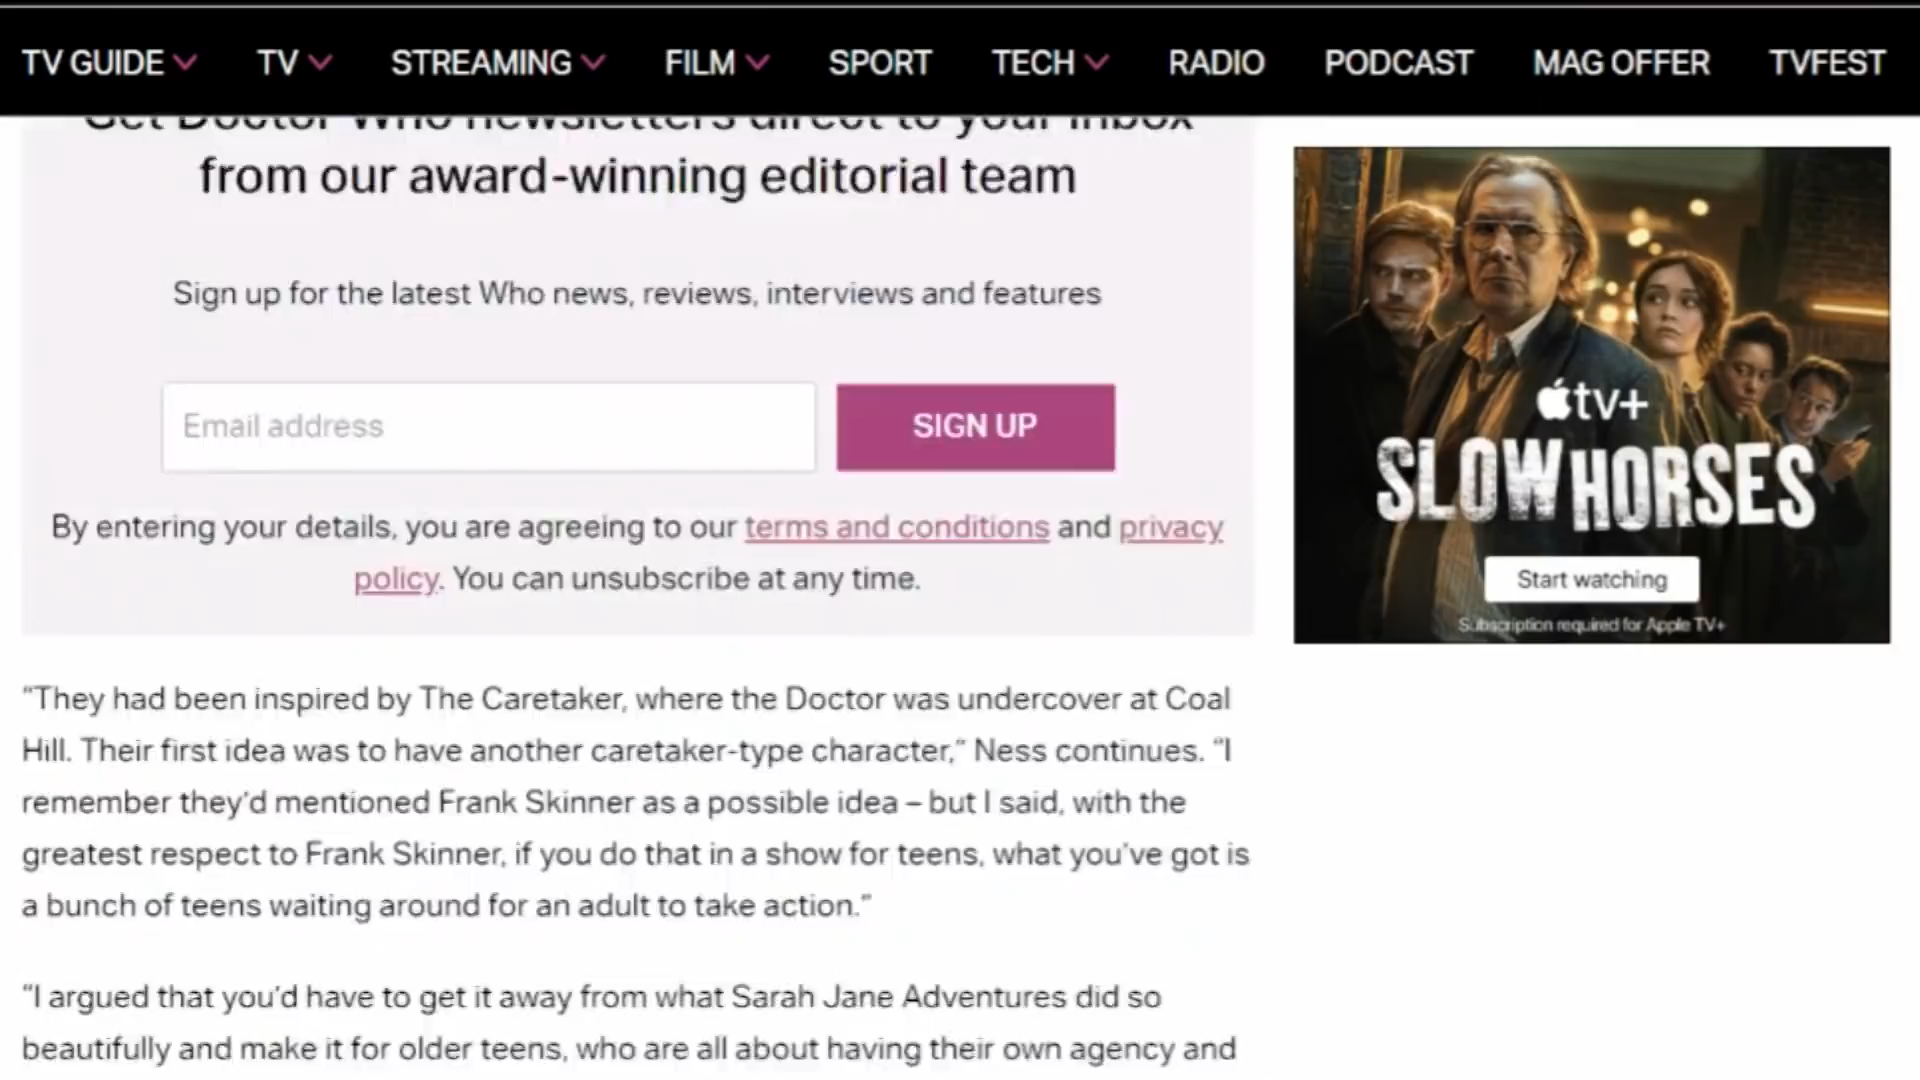 TV GUIDE TV STREAMING FILM SPORT TECH RADIO PODCAST MAG OFFER TVFEST
Get Doctor Who newsletters direct to your inbox
from our award-winning editorial team
Sign up for the latest Who news, reviews, interviews and features
Email address
SIGN UP
By entering your details, you are agreeing to our terms and conditions and privacy
policy. You can unsubscribe at any time.
tv+
SLOW HORSES
Start watching
Subscription required for Apple TV+
“They had been inspired by The Caretaker, where the Doctor was undercover at Coal
Hill. Their first idea was to have another caretaker-type character,” Ness continues. “I
remember they’d mentioned Frank Skinner as a possible idea – but I said, with the
greatest respect to Frank Skinner, if you do that in a show for teens, what you’ve got is
a bunch of teens waiting around for an adult to take action.”
“I argued that you’d have to get it away from what Sarah Jane Adventures did so
beautifully and make it for older teens, who are all about having their own agency and